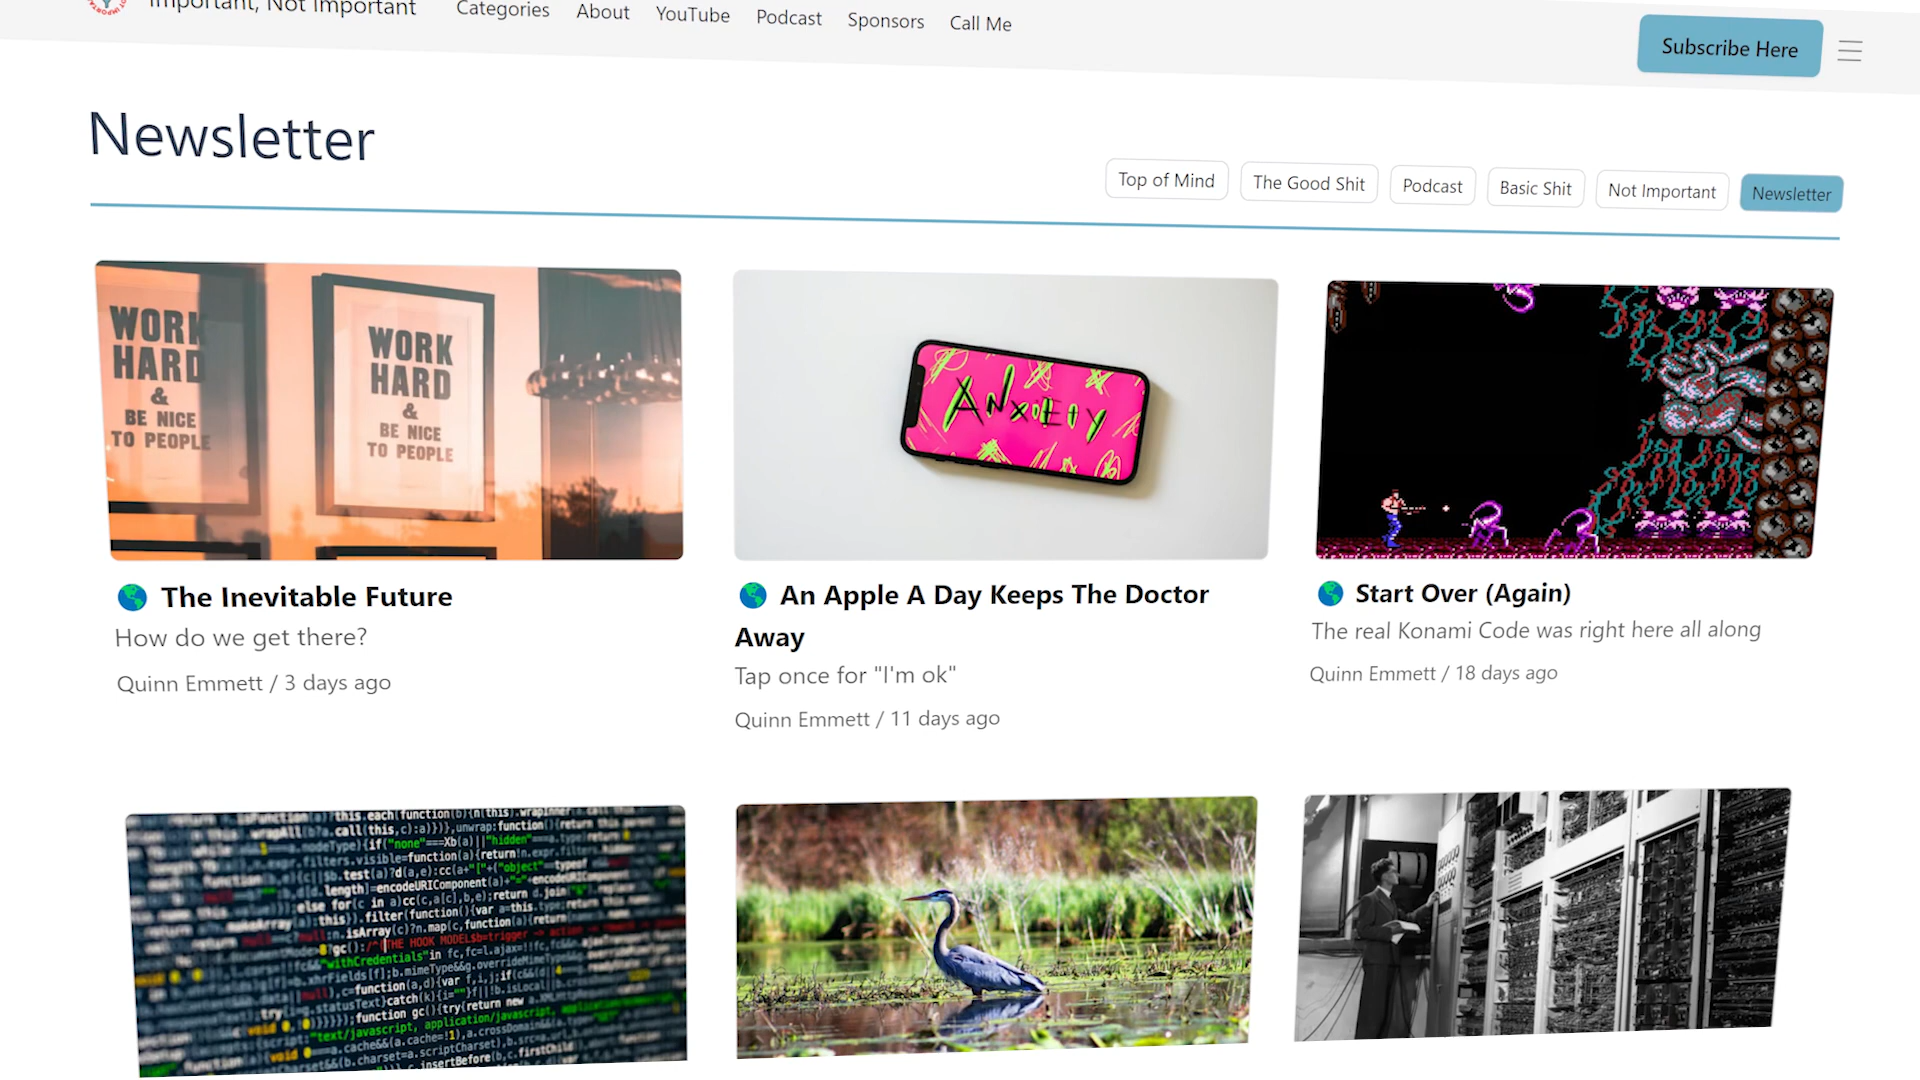 Important, Not Important
Categories
About
YouTube
Podcast
Sponsors
Call Me
Subscribe Here
Newsletter
Top of Mind
The Good Shit
Podcast
Basic Shit
Not Important
Newsletter
WORK
HARD
&
BE NICE
TO PEOPLE
WORK
HARD
&
BE NICE
TO PEOPLE
ANXiEty
🌎 The Inevitable Future
How do we get there?
Quinn Emmett / 3 days ago
🌎 An Apple A Day Keeps The Doctor
Away
Tap once for "I'm ok"
Quinn Emmett / 11 days ago
🌎 Start Over (Again)
The real Konami Code was right here all along
Quinn Emmett / 18 days ago